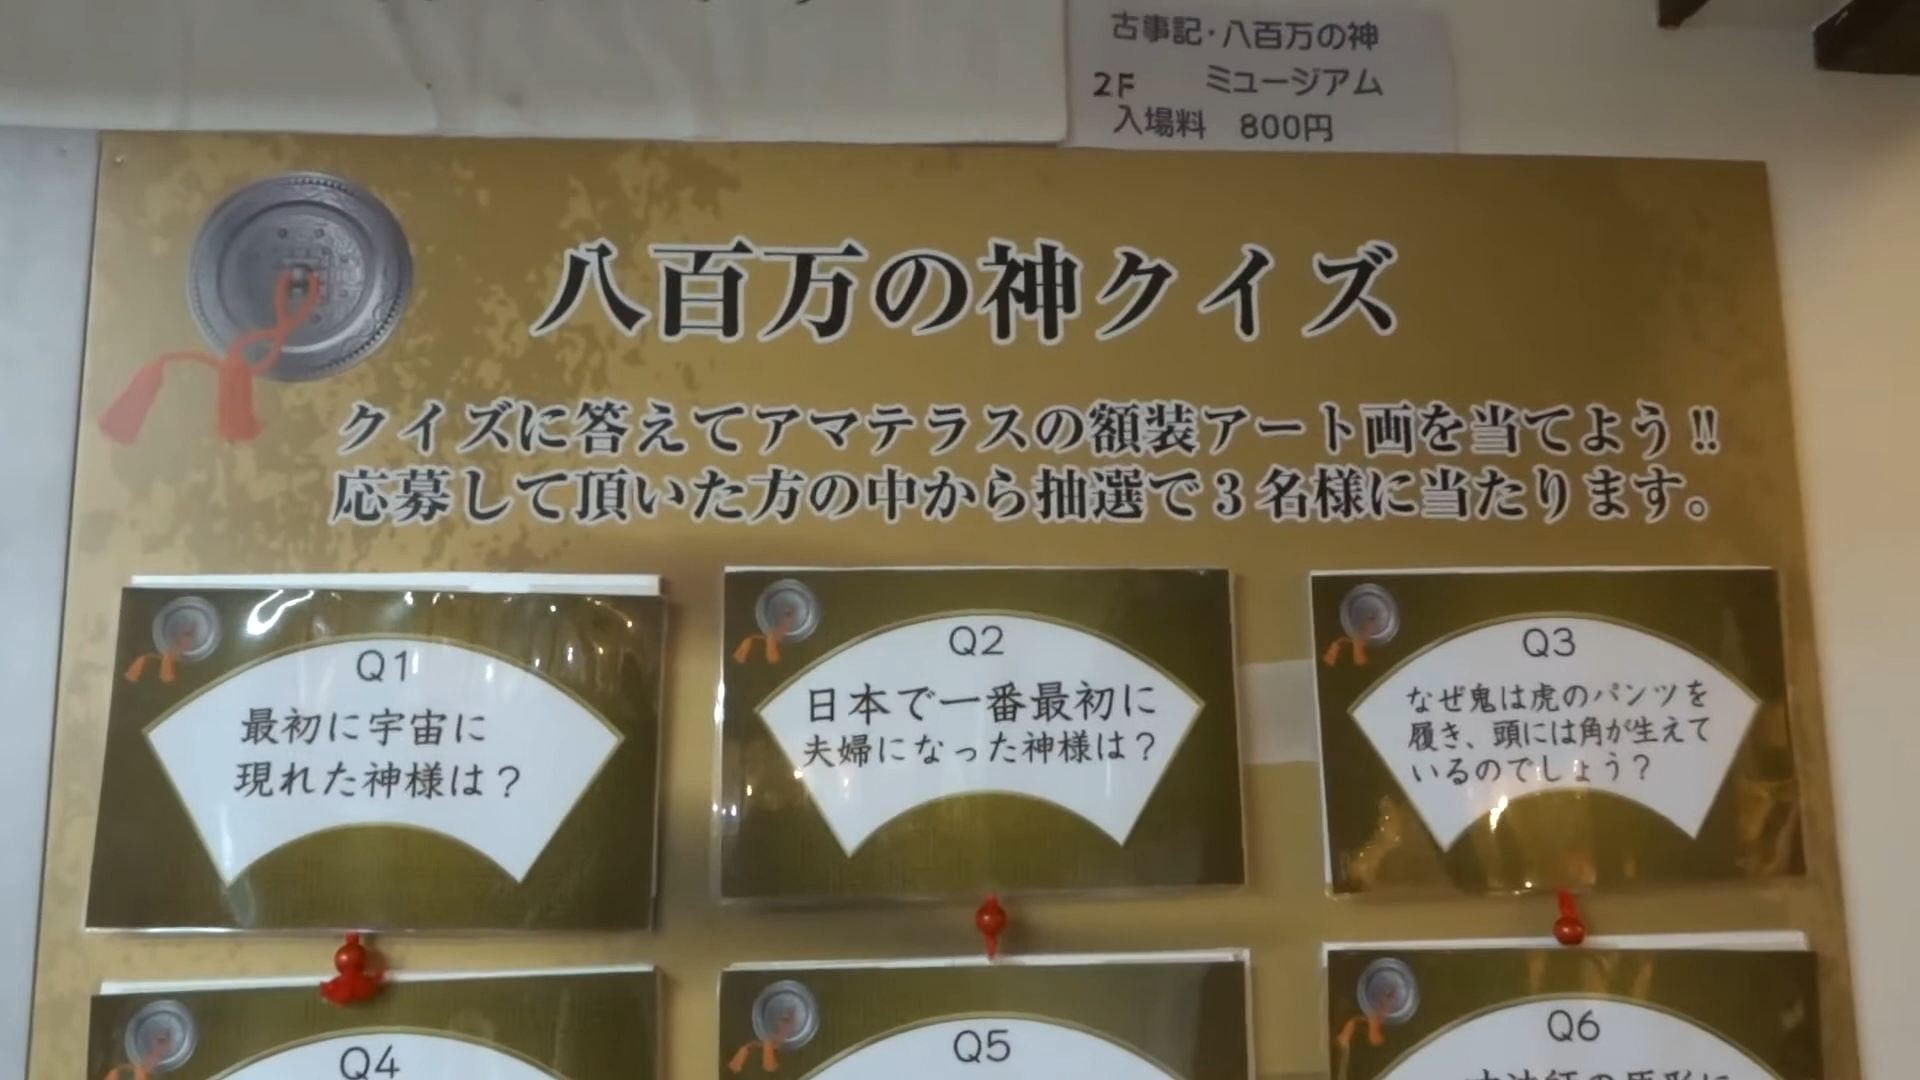 古事記・八百万の神
2F ミュージアム
入場料 800円
八百万の神クイズ
クイズに答えてアマテラスの額装アート画を当てよう!!
応募して頂いた方の中から抽選で3名様に当たります。
Q1
最初に宇宙に
現れた神様は?
Q2
日本で一番最初に
夫婦になった神様は?
Q3
なぜ鬼は虎のパンツを
履き、頭には角が生えて
いるのでしょう?
Q4
Q5
Q6